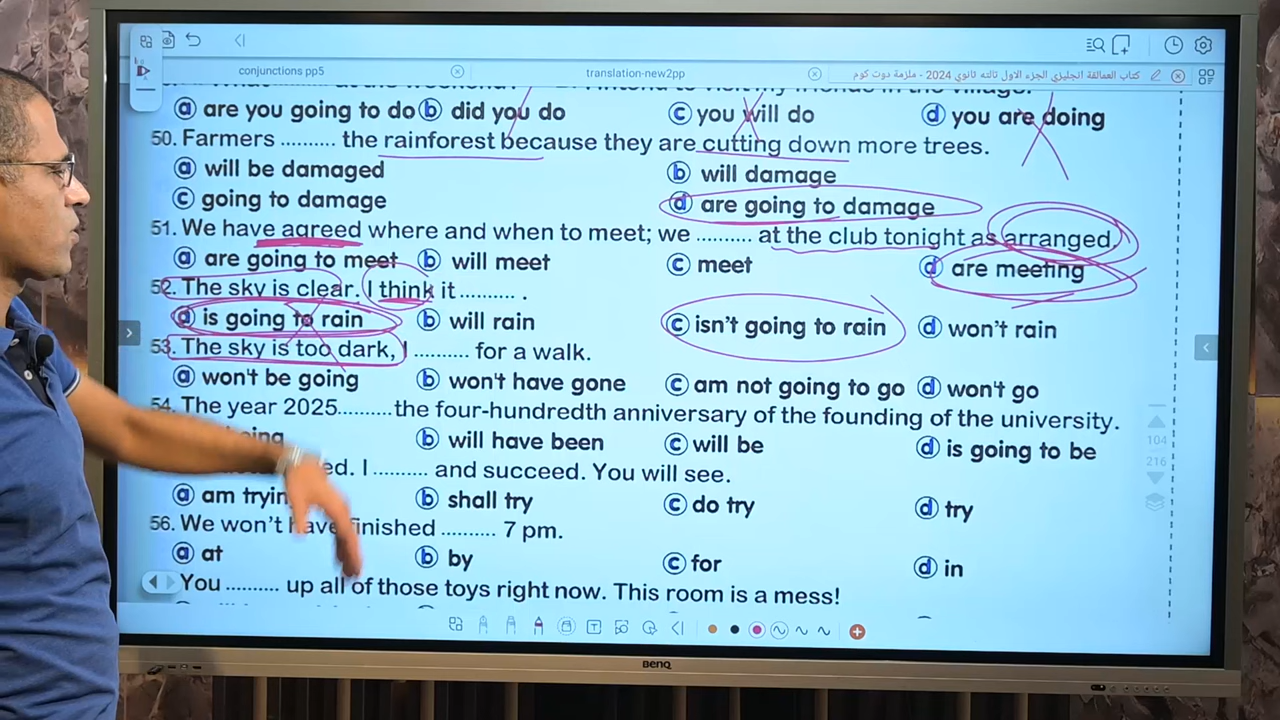 conjunctions pp5
translation-new2pp
كتاب العمالقة انجليزي الجزء الاول تالته ثانوي 2024 - ملزمة دوت كوم
ⓐ are you going to do ⓑ did you do ⓒ you will do ⓓ you are doing
50. Farmers .......... the rainforest because they are cutting down more trees.
ⓐ will be damaged ⓑ will damage
ⓒ going to damage ⓓ are going to damage
51. We have agreed where and when to meet; we .......... at the club tonight as arranged.
ⓐ are going to meet ⓑ will meet ⓒ meet ⓓ are meeting
52. The sky is clear. I think it .......... .
ⓐ is going to rain ⓑ will rain ⓒ isn't going to rain ⓓ won't rain
53. The sky is too dark, I .......... for a walk.
ⓐ won't be going ⓑ won't have gone ⓒ am not going to go ⓓ won't go
54. The year 2025.......... the four-hundredth anniversary of the founding of the university.
ⓑ will have been ⓒ will be ⓓ is going to be
I .......... and succeed. You will see.
ⓐ am trying ⓑ shall try ⓒ do try ⓓ try
56. We won't have finished .......... 7 pm.
ⓐ at ⓑ by ⓒ for ⓓ in
You .......... up all of those toys right now. This room is a mess!
104
216
BenQ